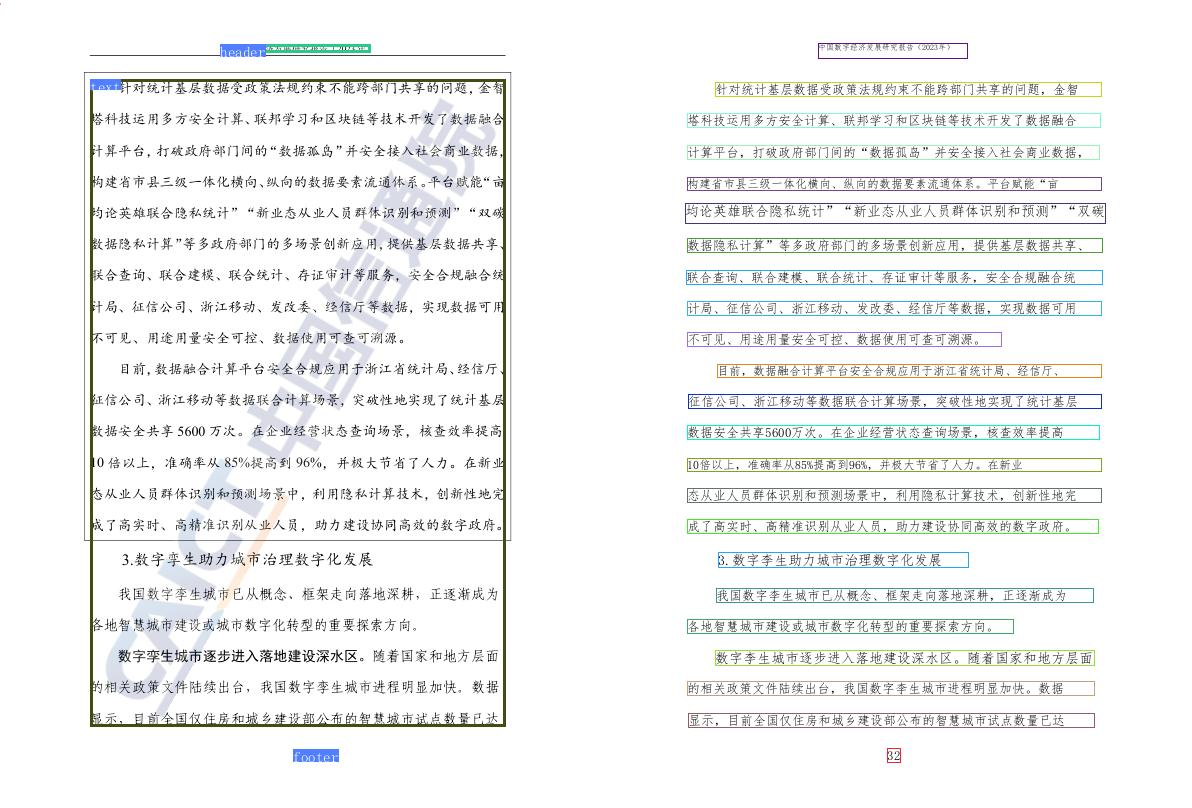 header
text
针对统计基层数据受政策法规约束不能跨部门共享的问题，金智
塔科技运用多方安全计算、联邦学习和区块链等技术开发了数据融合
计算平台，打破政府部门间的“数据孤岛”并安全接入社会商业数据，
构建省市县三级一体化横向、纵向的数据要素流通体系。平台赋能“亩
均论英雄联合隐私统计”“新业态从业人员群体识别和预测”“双碳
数据隐私计算”等多政府部门的多场景创新应用，提供基层数据共享、
联合查询、联合建模、联合统计、存证审计等服务，安全合规融合统
计局、征信公司、浙江移动、发改委、经信厅等数据，实现数据可用
不可见、用途用量安全可控、数据使用可查可溯源。
目前，数据融合计算平台安全合规应用于浙江省统计局、经信厅、
征信公司、浙江移动等数据联合计算场景，突破性地实现了统计基层
数据安全共享 5600 万次。在企业经营状态查询场景，核查效率提高
10 倍以上，准确率从 85%提高到 96%，并极大节省了人力。在新业
态从业人员群体识别和预测场景中，利用隐私计算技术，创新性地完
成了高实时、高精准识别从业人员，助力建设协同高效的数字政府。
3.数字孪生助力城市治理数字化发展
我国数字孪生城市已从概念、框架走向落地深耕，正逐渐成为
各地智慧城市建设或城市数字化转型的重要探索方向。
数字孪生城市逐步进入落地建设深水区。随着国家和地方层面
的相关政策文件陆续出台，我国数字孪生城市进程明显加快。数据
显示，目前全国仅住房和城乡建设部公布的智慧城市试点数量已达
footer
CAICT 中国信通院
中国数字经济发展研究报告（2023年）
针对统计基层数据受政策法规约束不能跨部门共享的问题，金智
塔科技运用多方安全计算、联邦学习和区块链等技术开发了数据融合
计算平台，打破政府部门间的“数据孤岛”并安全接入社会商业数据，
构建省市县三级一体化横向、纵向的数据要素流通体系。平台赋能“亩
均论英雄联合隐私统计”“新业态从业人员群体识别和预测”“双碳
数据隐私计算”等多政府部门的多场景创新应用，提供基层数据共享、
联合查询、联合建模、联合统计、存证审计等服务，安全合规融合统
计局、征信公司、浙江移动、发改委、经信厅等数据，实现数据可用
不可见、用途用量安全可控、数据使用可查可溯源。
目前，数据融合计算平台安全合规应用于浙江省统计局、经信厅、
征信公司、浙江移动等数据联合计算场景，突破性地实现了统计基层
数据安全共享5600万次。在企业经营状态查询场景，核查效率提高
10倍以上，准确率从85%提高到96%，并极大节省了人力。在新业
态从业人员群体识别和预测场景中，利用隐私计算技术，创新性地完
成了高实时、高精准识别从业人员，助力建设协同高效的数字政府。
3. 数字李生助力城市治理数字化发展
我国数字李生城市已从概念、框架走向落地深耕，正逐渐成为
各地智慧城市建设或城市数字化转型的重要探索方向。
数字李生城市逐步进入落地建设深水区。随着国家和地方层面
的相关政策文件陆续出台，我国数字李生城市进程明显加快。数据
显示，目前全国仅住房和城乡建设部公布的智慧城市试点数量已达
32